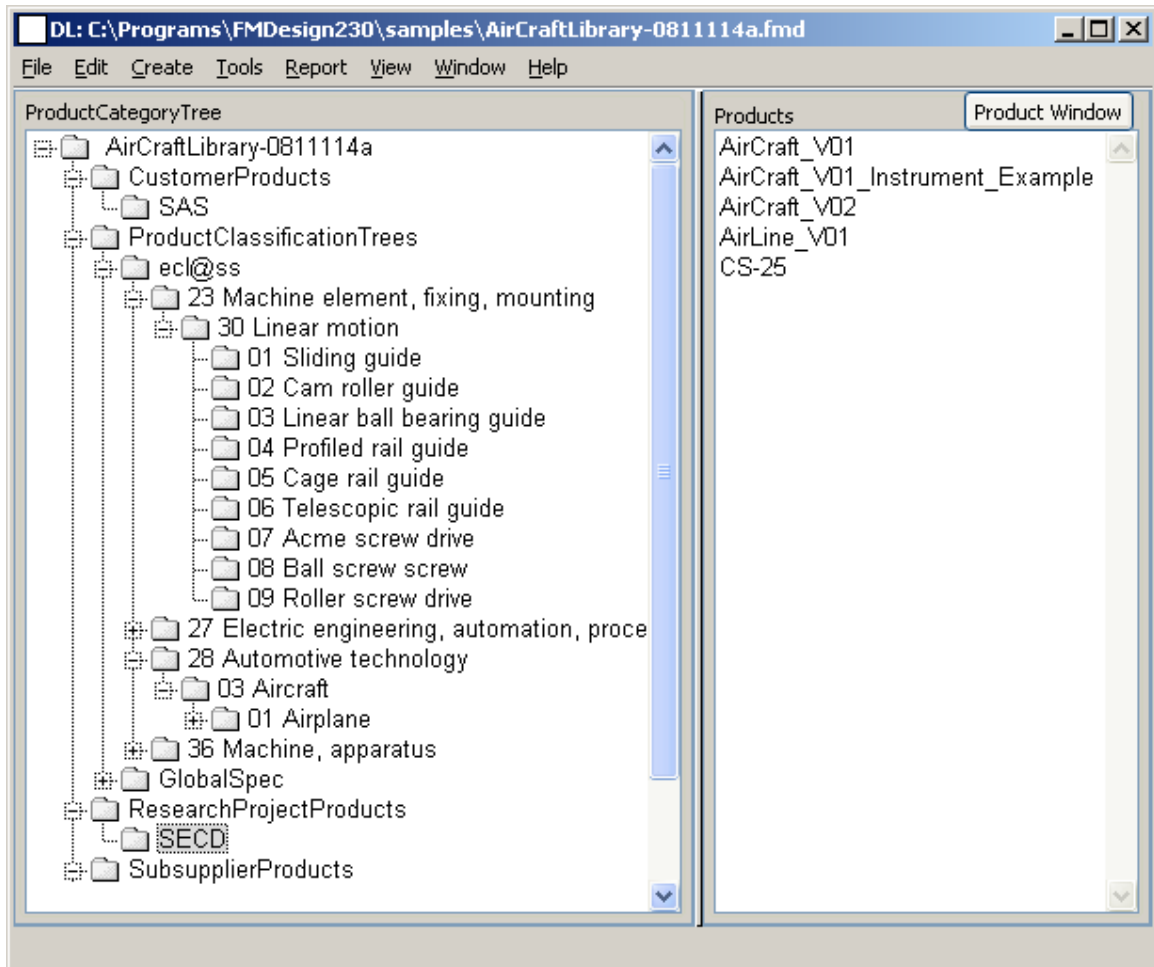 DL: C:\Programs\FMDesign230\samples\AirCraftLibrary-0811114a.fmd
File Edit Create Tools Report View Window Help
ProductCategoryTree
AirCraftLibrary-0811114a
CustomerProducts
SAS
ProductClassificationTrees
ecl@ss
23 Machine element, fixing, mounting
30 Linear motion
01 Sliding guide
02 Cam roller guide
03 Linear ball bearing guide
04 Profiled rail guide
05 Cage rail guide
06 Telescopic rail guide
07 Acme screw drive
08 Ball screw screw
09 Roller screw drive
27 Electric engineering, automation, proce
28 Automotive technology
03 Aircraft
01 Airplane
36 Machine, apparatus
GlobalSpec
ResearchProjectProducts
SECD
SubsupplierProducts
Products
Product Window
AirCraft_V01
AirCraft_V01_Instrument_Example
AirCraft_V02
AirLine_V01
CS-25